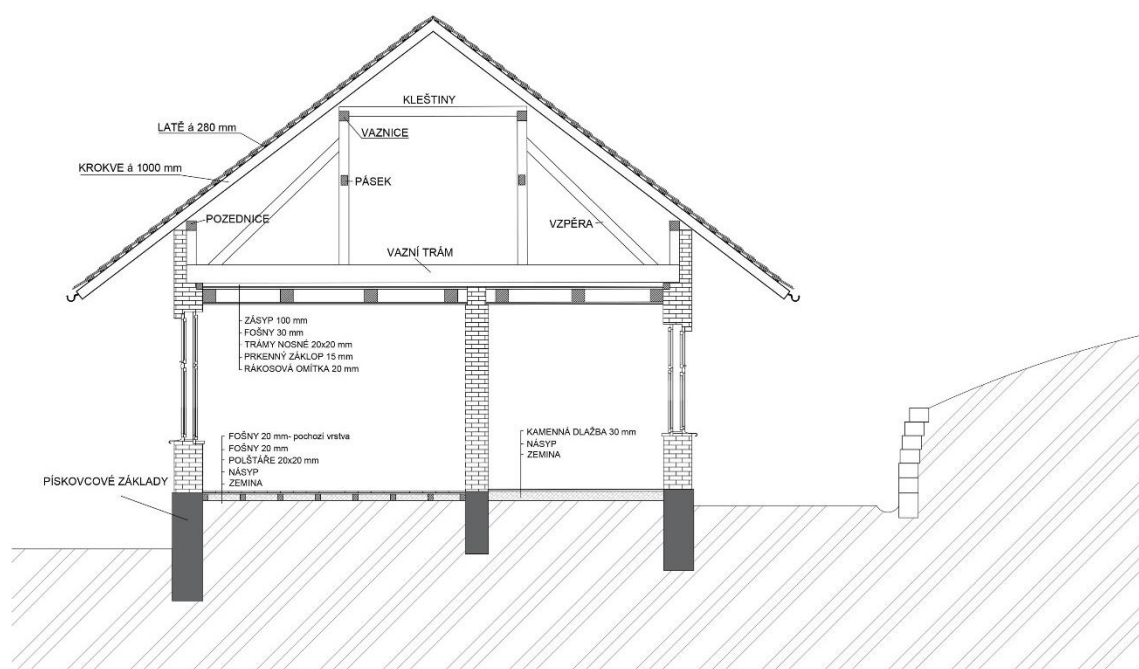 KLEŠTINY
LATĚ á 280 mm
VAZNICE
KROKVE á 1000 mm
PÁSEK
POZEDNICE
VZPĚRA
VAZNÍ TRÁM
ZÁSYP 100 mm
FOŠNY 30 mm
TRÁMY NOSNÉ 20x20 mm
PRKENNÝ ZÁKLOP 15 mm
RÁKOSOVÁ OMÍTKA 20 mm
FOŠNY 20 mm- pochozí vrstva
FOŠNY 20 mm
POLŠTÁŘE 20x20 mm
NÁSYP
ZEMINA
KAMENNÁ DLAŽBA 30 mm
NÁSYP
ZEMINA
PÍSKOVCOVÉ ZÁKLADY